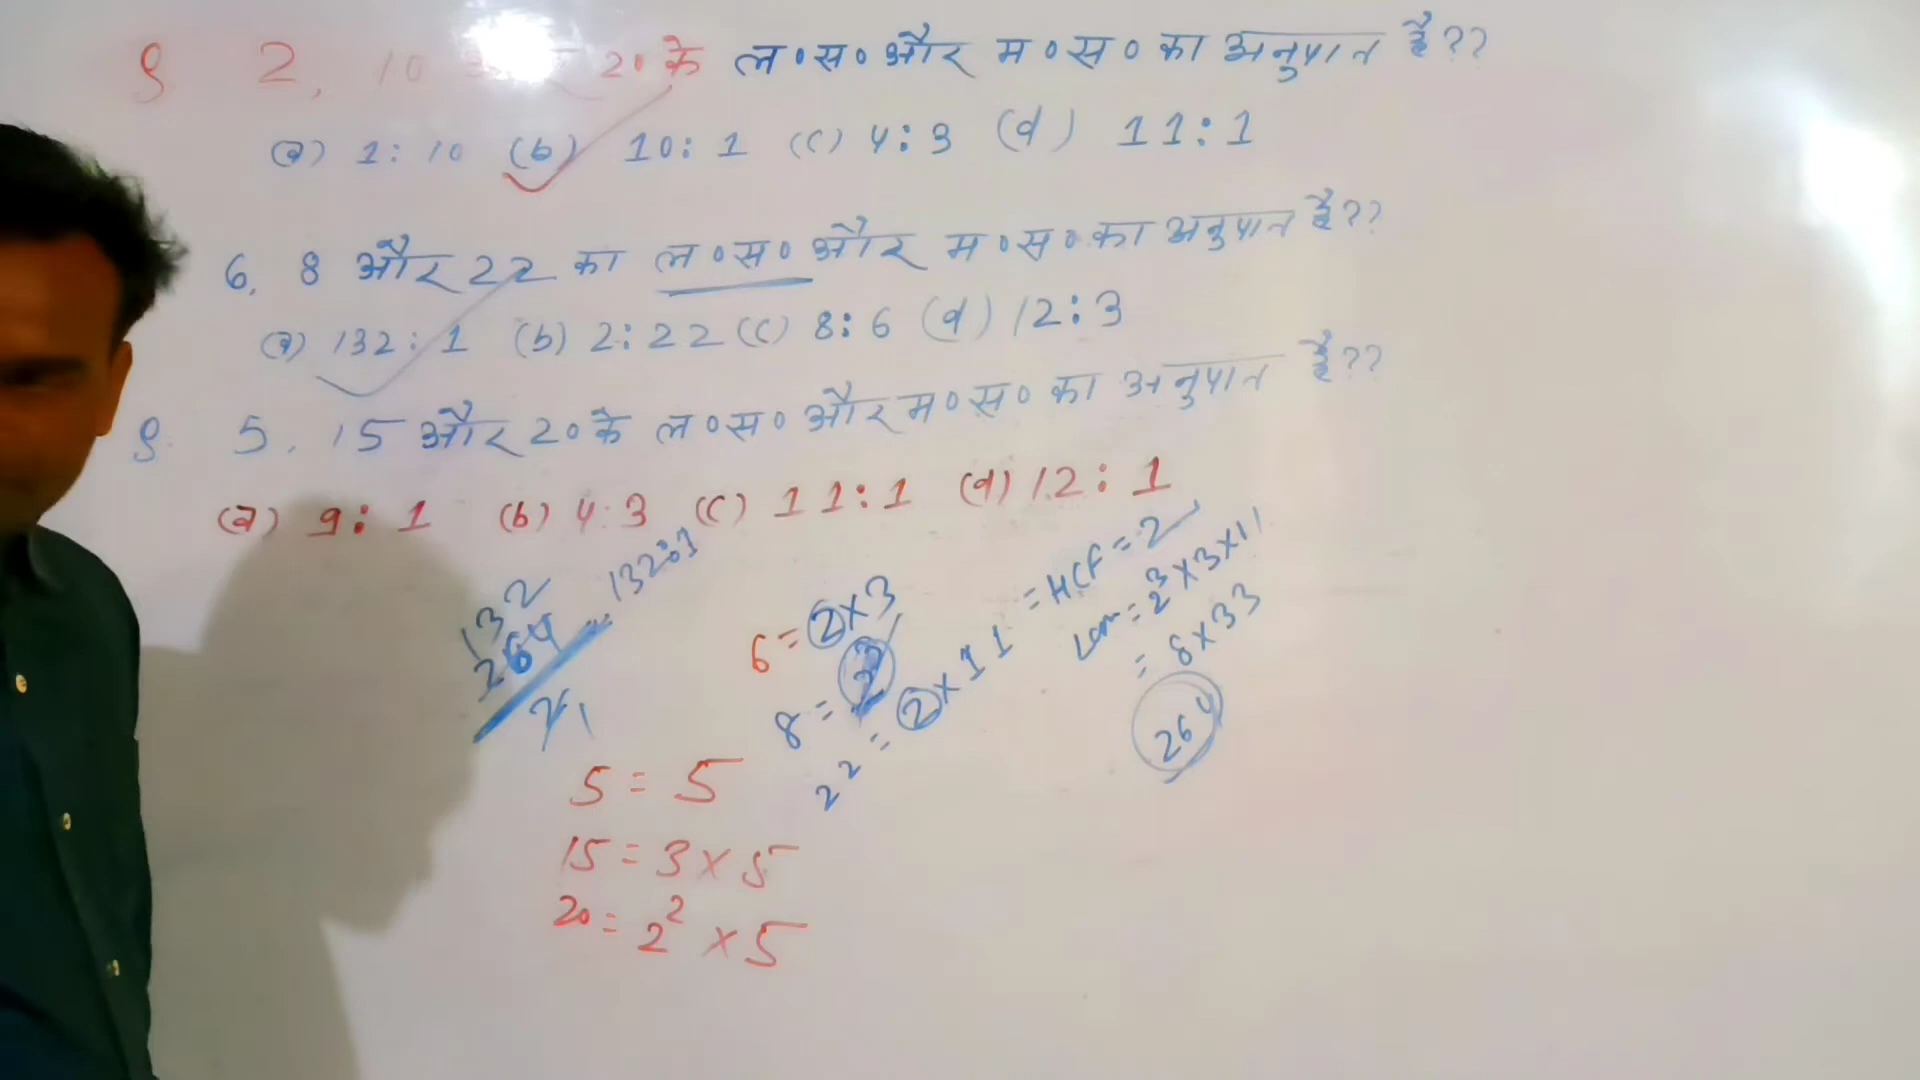 Q 2, 10 20 के ल०स० और म०स० का अनुपात है??
(a) 1:10 (b) 10:1 (c) 4:3 (d) 11:1
6, 8 और 22 का ल०स० और म०स० का अनुपात है??
(a) 132:1 (b) 2:22 (c) 8:6 (d) 12:3
Q. 5, 15 और 20 के ल०स० और म०स० का अनुपात है??
(a) 9:1 (b) 4:3 (c) 11:1 (d) 12:1
132
264 = 132:1
2 1
6 = 2×3
8 =
22 = 2×11 = HCF = 2
Lcm = 2³×3×11
= 8×33
264
5 = 5
15 = 3×5
20 = 2²×5